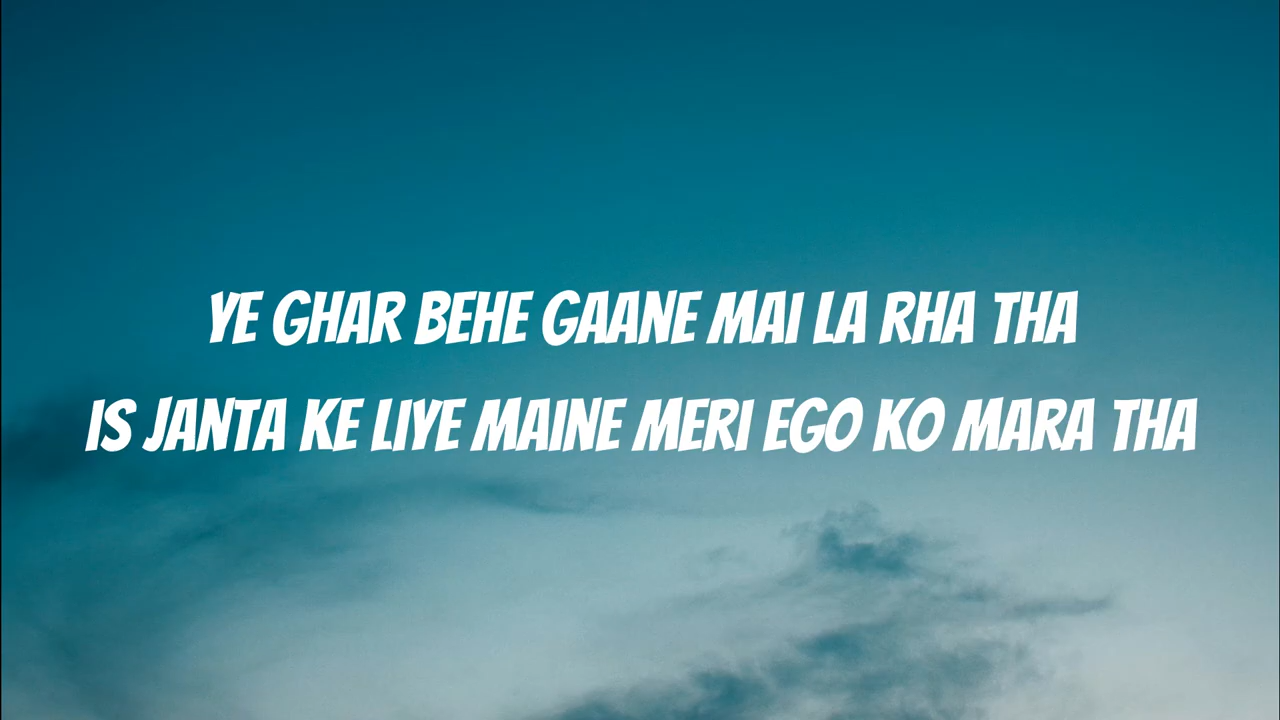 YE GHAR BEHE GAANE MAI LA RHA THA
IS JANTA KE LIYE MAINE MERI EGO KO MARA THA